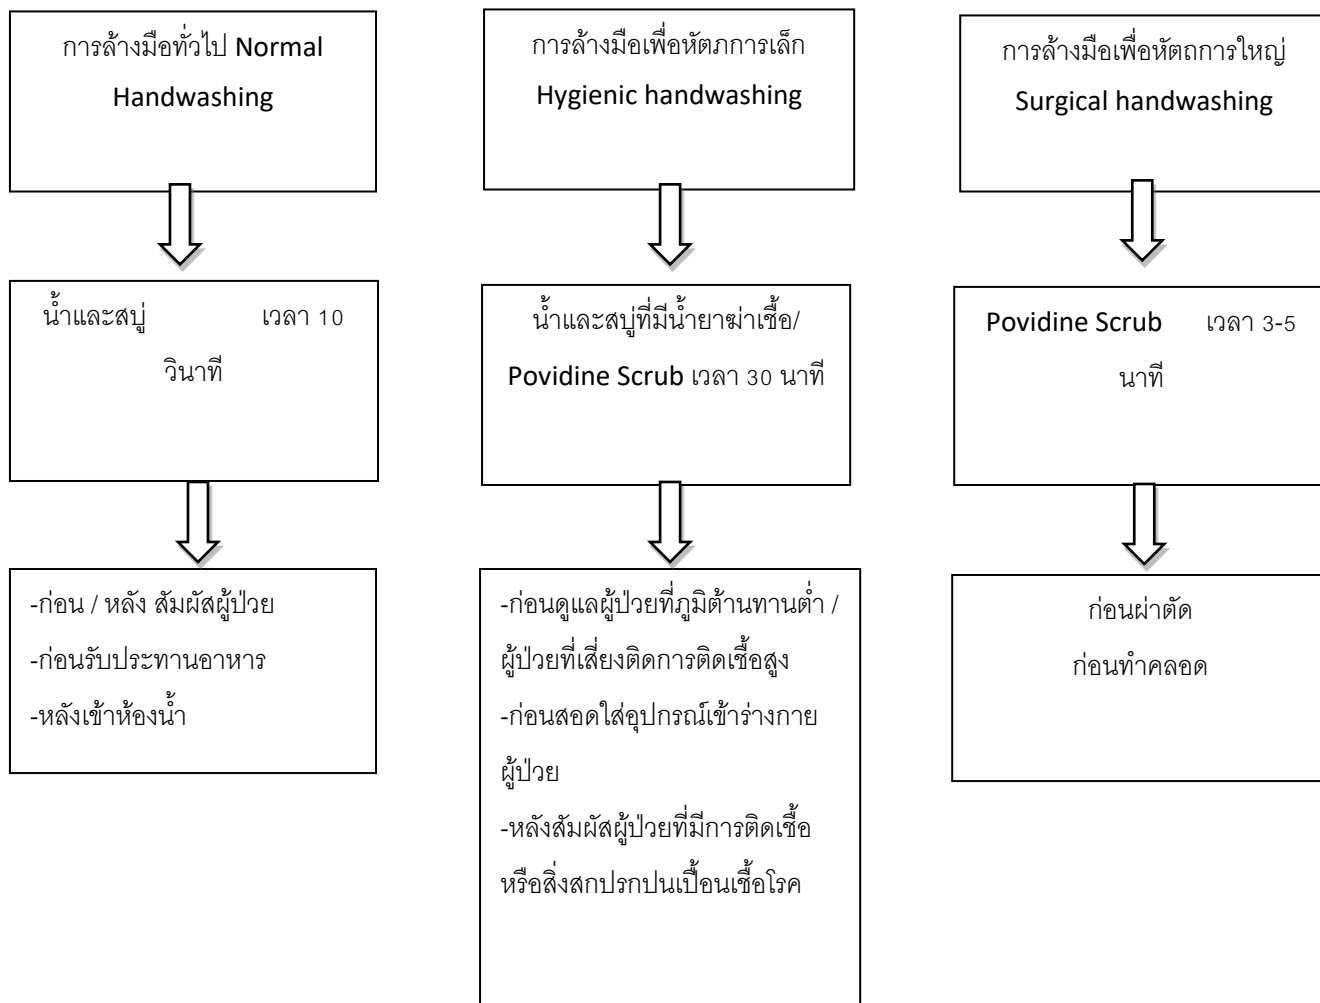 การล้างมือทั่วไป Normal
Handwashing
น้ำและสบู่ เวลา 10
วินาที
-ก่อน / หลัง สัมผัสผู้ป่วย
-ก่อนรับประทานอาหาร
-หลังเข้าห้องน้ำ
การล้างมือเพื่อหัตภการเล็ก
Hygienic handwashing
น้ำและสบู่ที่มีน้ำยาฆ่าเชื้อ/
Povidine Scrub เวลา 30 นาที
-ก่อนดูแลผู้ป่วยที่ภูมิต้านทานต่ำ /
ผู้ป่วยที่เสี่ยงติดการติดเชื้อสูง
-ก่อนสอดใส่อุปกรณ์เข้าร่างกาย
ผู้ป่วย
-หลังสัมผัสผู้ป่วยที่มีการติดเชื้อ
หรือสิ่งสกปรกปนเปื้อนเชื้อโรค
การล้างมือเพื่อหัตถการใหญ่
Surgical handwashing
Povidine Scrub เวลา 3-5
นาที
ก่อนผ่าตัด
ก่อนทำคลอด